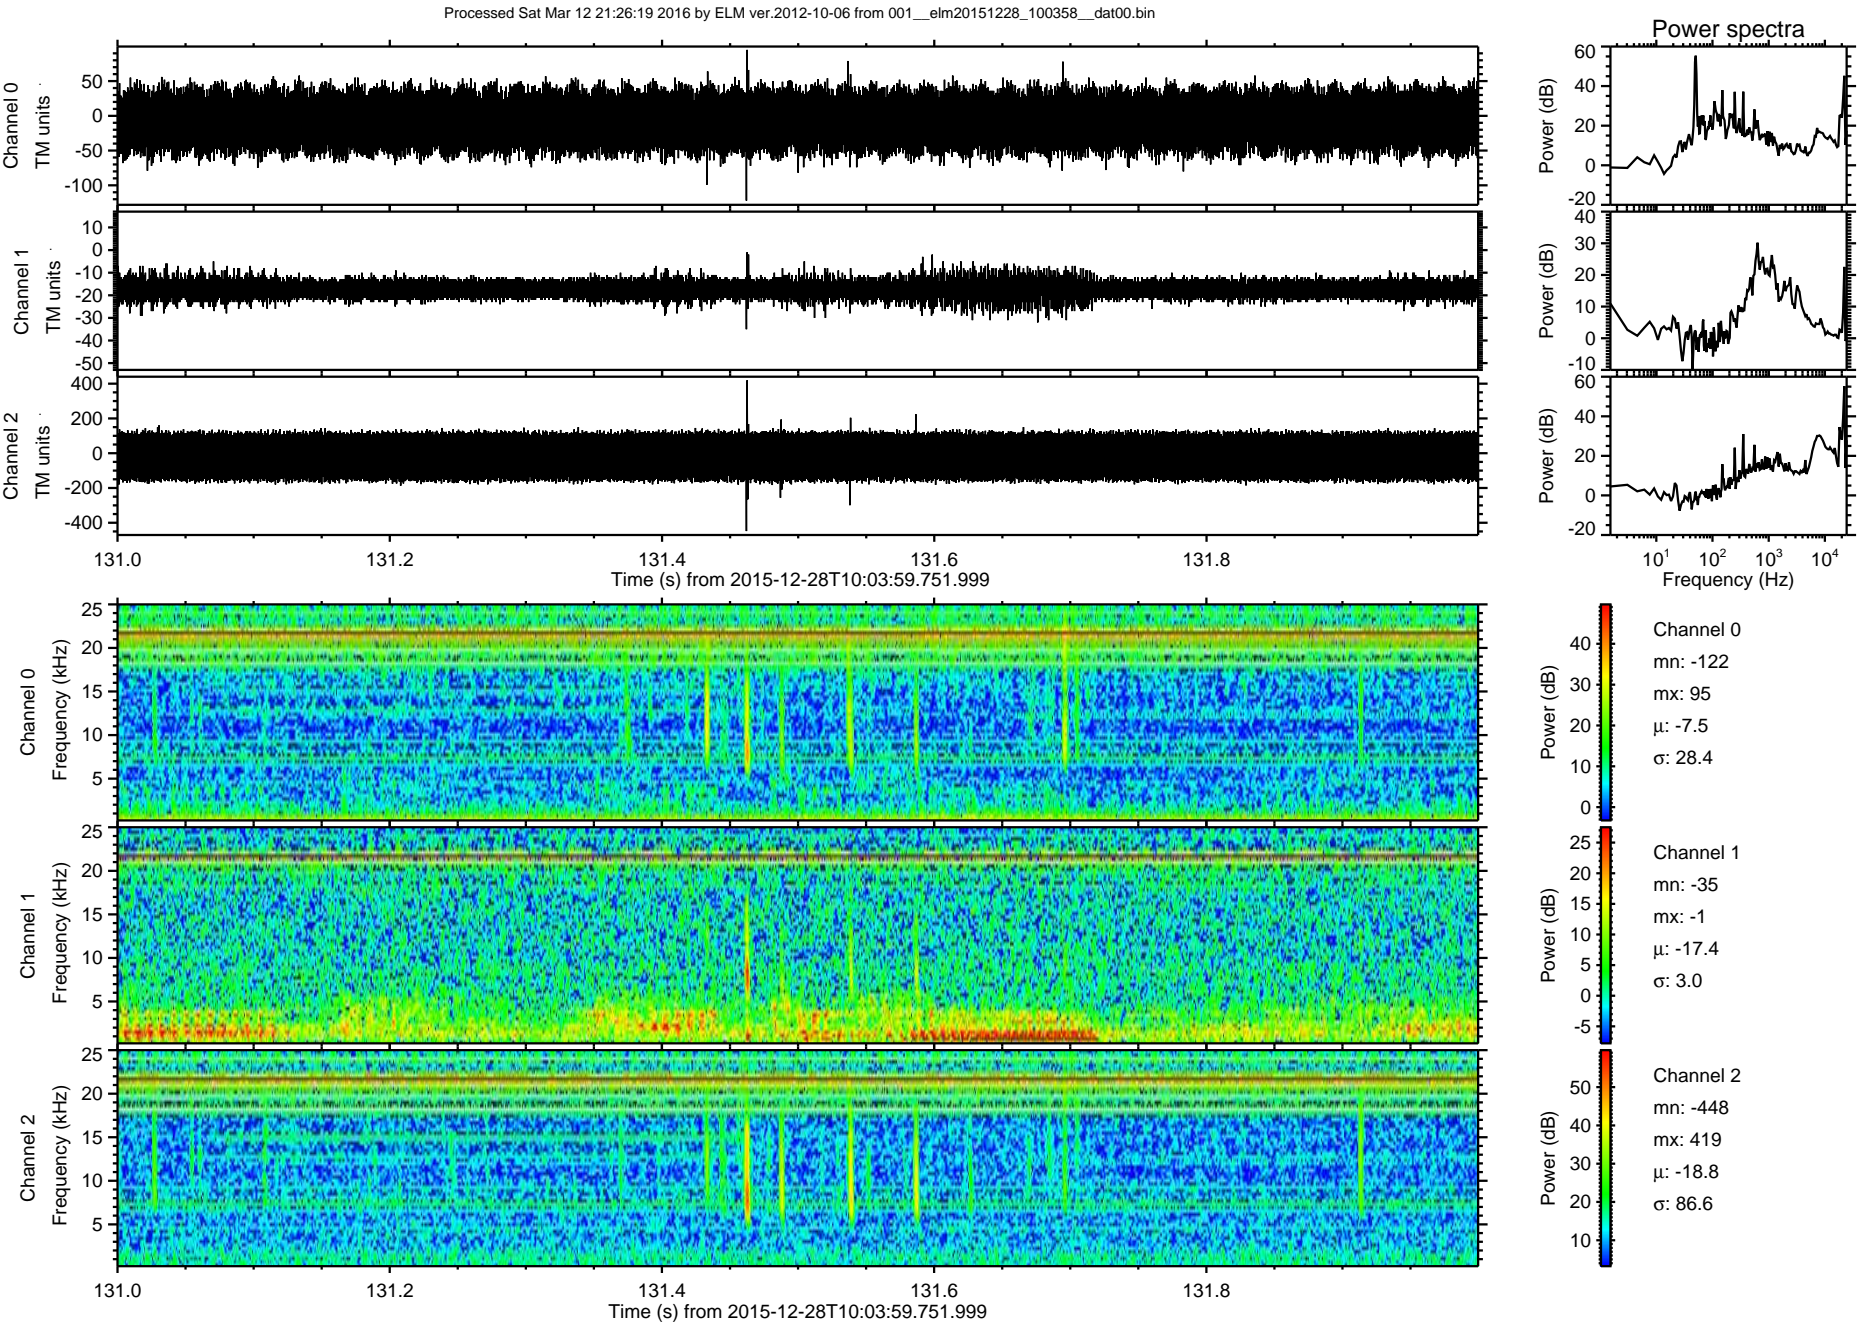 Processed Sat Mar 12 21:26:19 2016 by ELM ver.2012-10-06 from 001__elm20151228_100358__dat00.bin
Power spectra
Channel 0
TM units
50
0
-50
-100
Power (dB)
60
40
20
0
-20
Channel 1
TM units
10
0
-10
-20
-30
-40
-50
Power (dB)
40
30
20
10
0
-10
Channel 2
TM units
400
200
0
-200
-400
Power (dB)
60
40
20
0
-20
131.0 131.2 131.4 131.6 131.8
Time (s) from 2015-12-28T10:03:59.751.999
10¹ 10² 10³ 10⁴
Frequency (Hz)
Channel 0
Frequency (kHz)
25
20
15
10
5
Power (dB)
40
30
20
10
0
Channel 0
mn: -122
mx: 95
μ: -7.5
σ: 28.4
Channel 1
Frequency (kHz)
25
20
15
10
5
Power (dB)
25
20
15
10
5
0
-5
Channel 1
mn: -35
mx: -1
μ: -17.4
σ: 3.0
Channel 2
Frequency (kHz)
25
20
15
10
5
Power (dB)
50
40
30
20
10
Channel 2
mn: -448
mx: 419
μ: -18.8
σ: 86.6
131.0 131.2 131.4 131.6 131.8
Time (s) from 2015-12-28T10:03:59.751.999